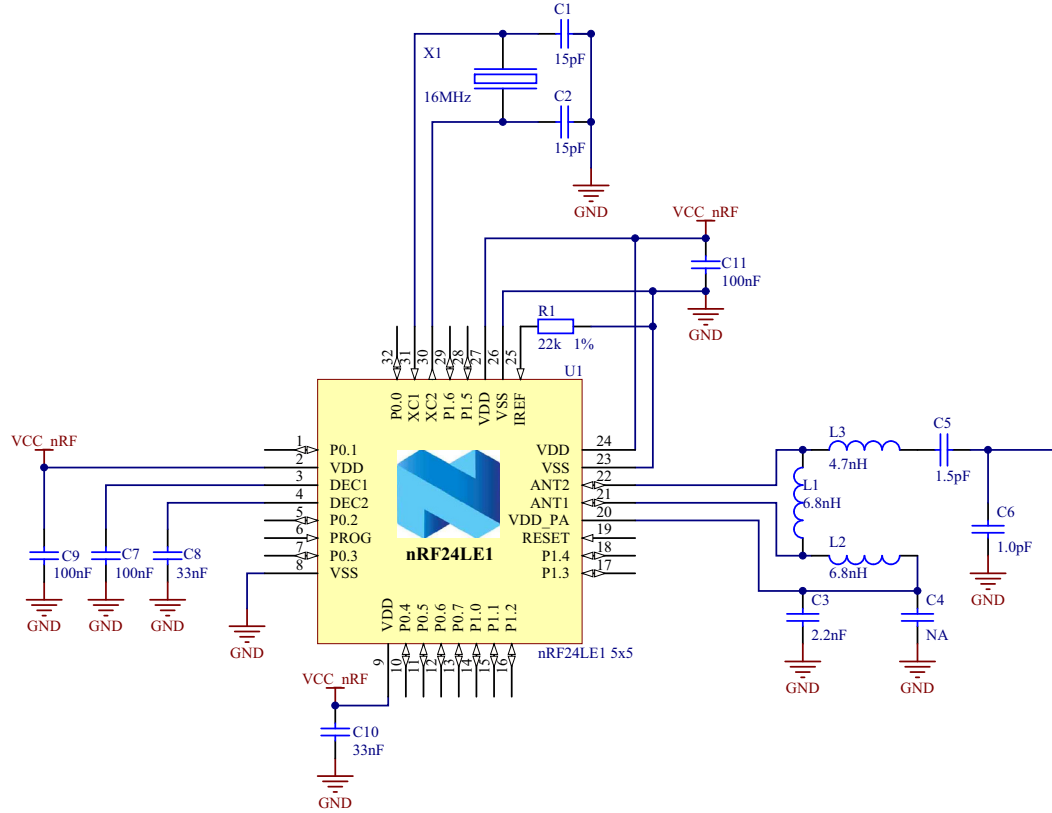 C1
X1
15pF
16MHz
C2
15pF
GND
VCC_nRF
C11
100nF
GND
R1
22k 1%
32
31
30
29
28
27
26
25
U1
P0.0
XC1
XC2
P1.6
P1.5
VDD
VSS
IREF
VCC_nRF
1
P0.1
2
VDD
3
DEC1
4
DEC2
5
P0.2
6
PROG
7
P0.3
8
VSS
nRF24LE1
VDD
24
VSS
23
ANT2
22
ANT1
21
VDD_PA
20
RESET
19
P1.4
18
P1.3
17
L3
4.7nH
C5
1.5pF
L1
6.8nH
L2
6.8nH
C6
1.0pF
GND
C9
100nF
GND
C7
100nF
GND
C8
33nF
GND
GND
C3
2.2nF
GND
C4
NA
GND
VDD
P0.4
P0.5
P0.6
P0.7
P1.0
P1.1
P1.2
nRF24LE1 5x5
9
10
11
12
13
14
15
16
VCC_nRF
C10
33nF
GND